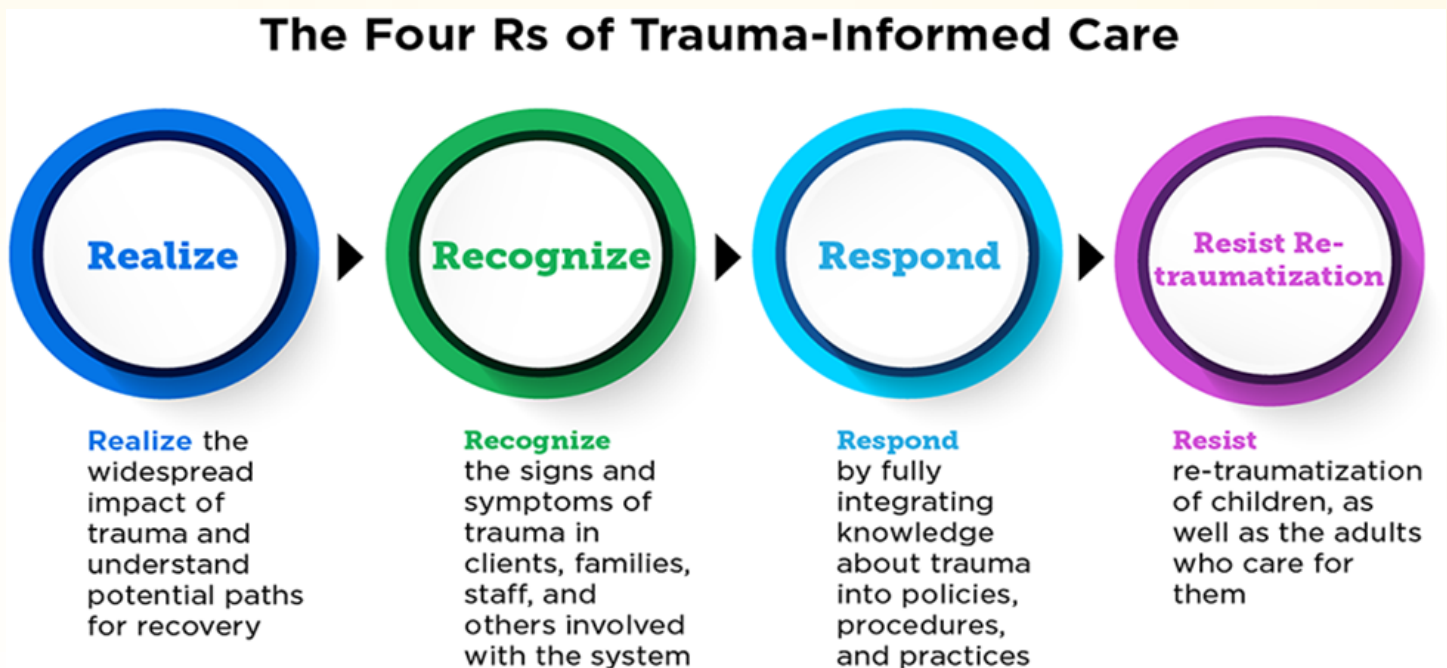 The Four Rs of Trauma-Informed Care
Realize
Recognize
Respond
Resist Re-
traumatization
Realize the
widespread
impact of
trauma and
understand
potential paths
for recovery
Recognize
the signs and
symptoms of
trauma in
clients, families,
staff, and
others involved
with the system
Respond
by fully
integrating
knowledge
about trauma
into policies,
procedures,
and practices
Resist
re-traumatization
of children, as
well as the adults
who care for
them